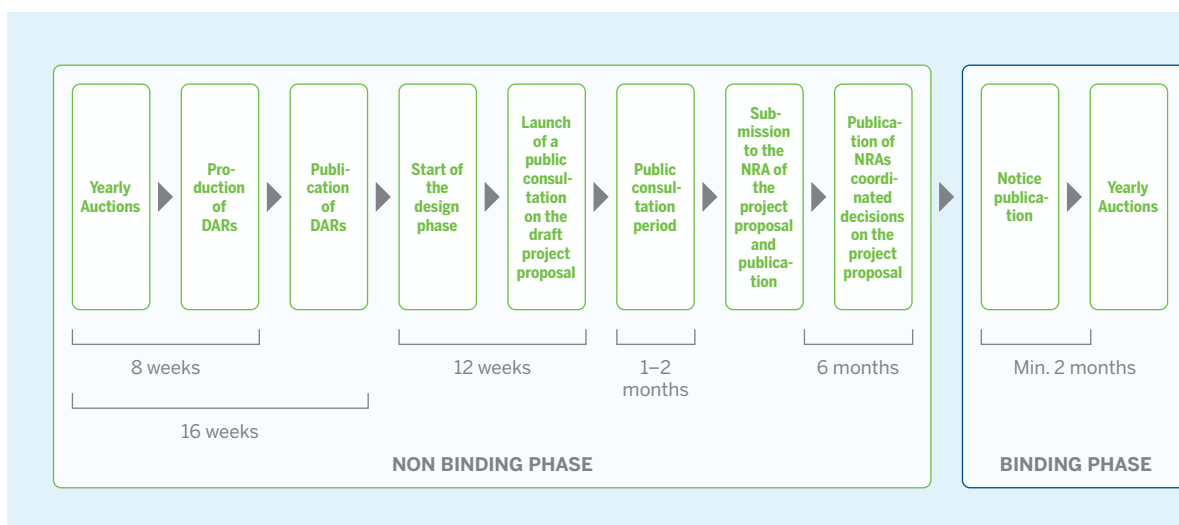 Yearly
Auctions
Pro-
duction
of
DARs
Publi-
cation
of
DARs
Start of
the
design
phase
Launch
of a
public
consul-
tation
on the
draft
project
proposal
Public
consul-
tation
period
Sub-
mission
to the
NRA of
the
project
proposal
and
publica-
tion
Publica-
tion of
NRAs
coordi-
nated
decisions
on the
project
proposal
Notice
publica-
tion
Yearly
Auctions
8 weeks
12 weeks
1–2
months
6 months
Min. 2 months
16 weeks
NON BINDING PHASE
BINDING PHASE